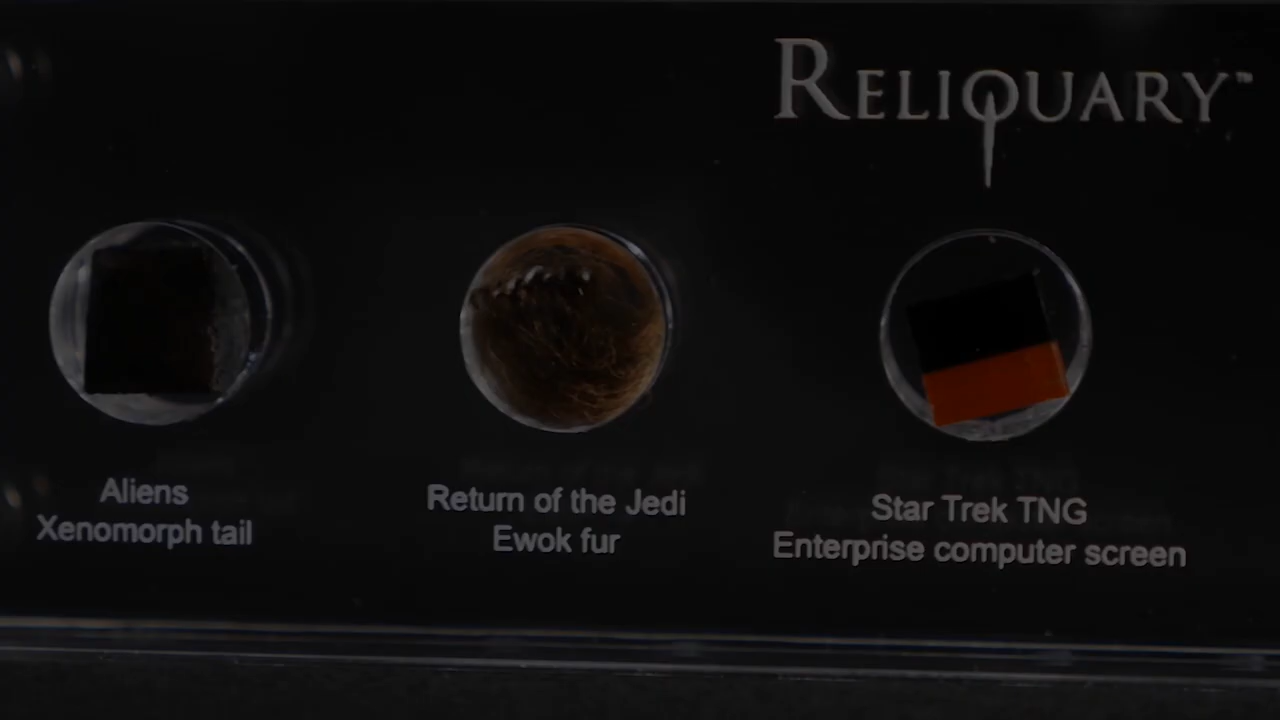 RELIQUARY™
Aliens
Xenomorph tail
Return of the Jedi
Ewok fur
Star Trek TNG
Enterprise computer screen